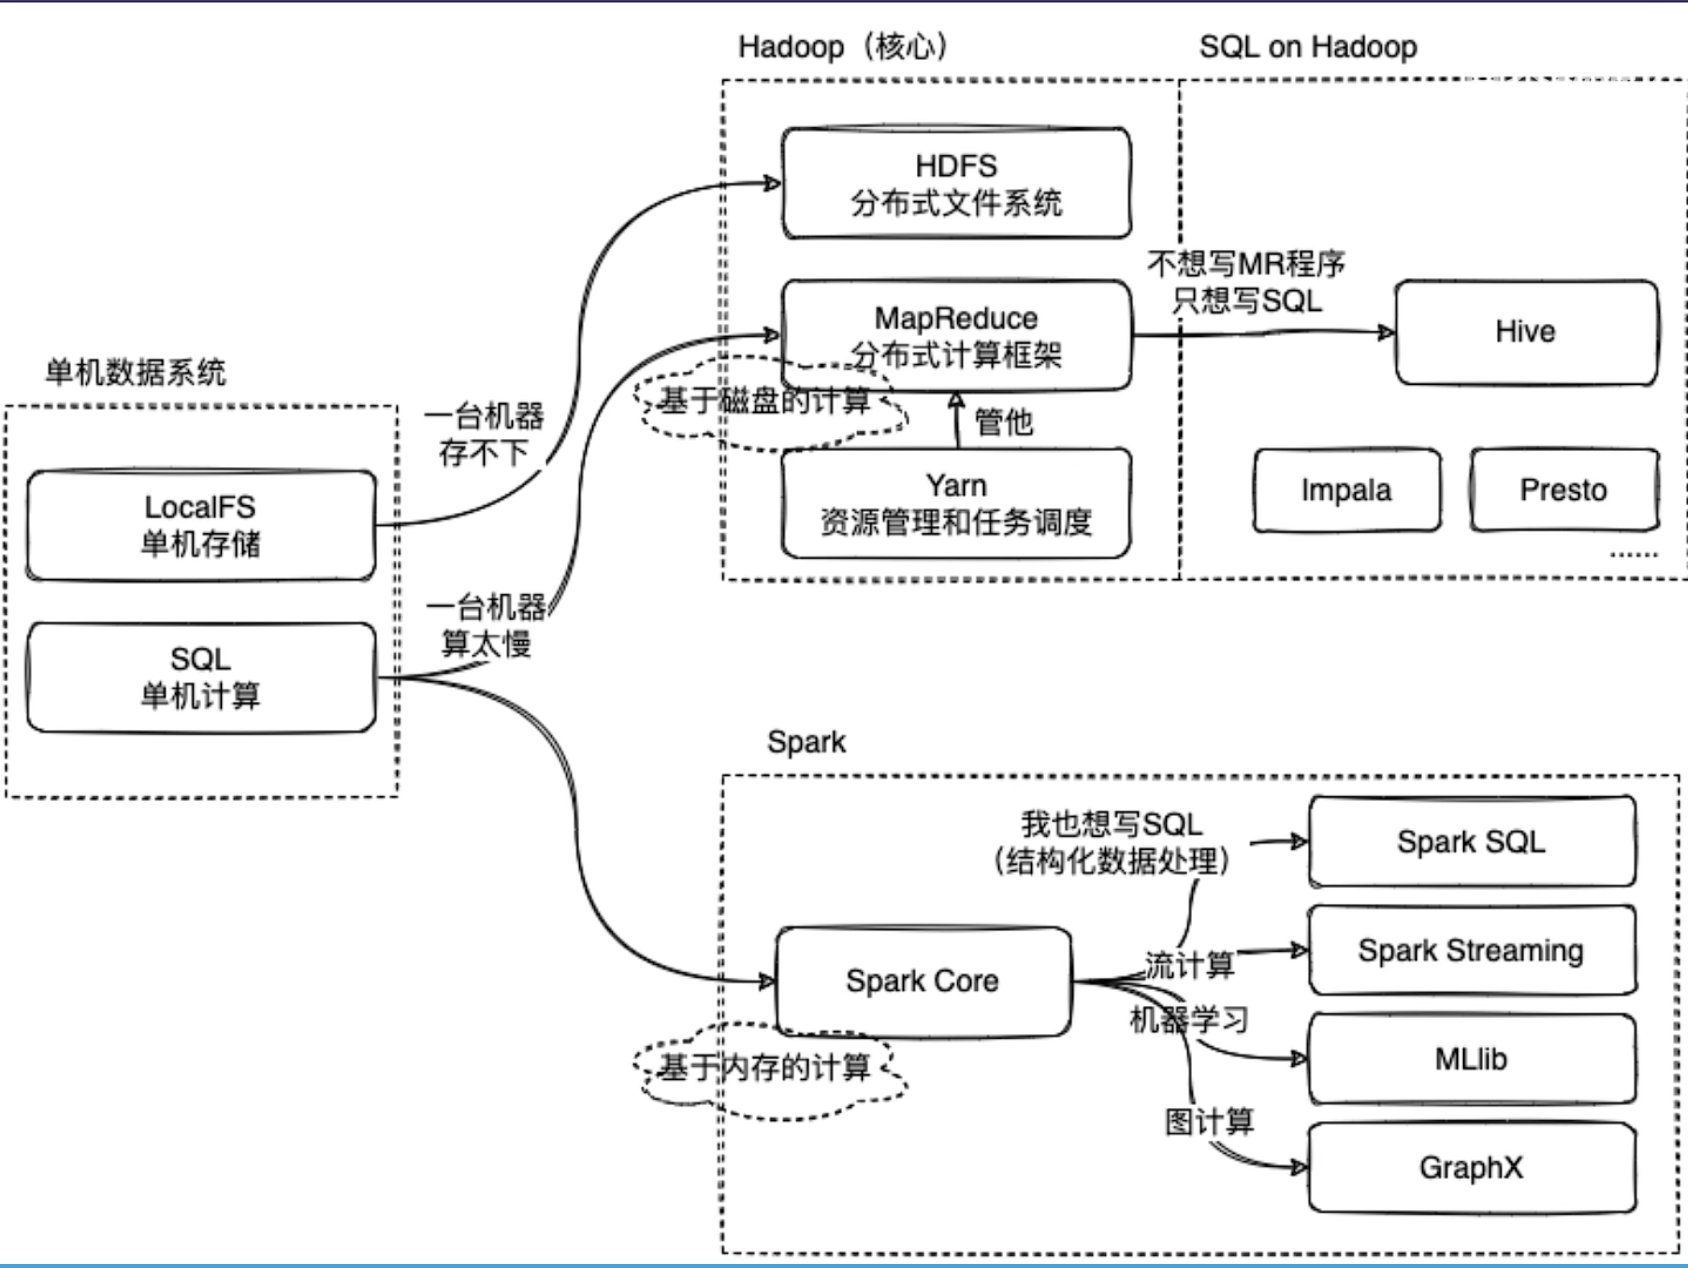 Hadoop（核心）
SQL on Hadoop
HDFS
分布式文件系统
不想写MR程序
只想写SQL
MapReduce
分布式计算框架
Hive
单机数据系统
基于磁盘的计算
一台机器
存不下
管他
LocalFS
单机存储
Yarn
资源管理和任务调度
Impala
Presto
......
一台机器
算太慢
SQL
单机计算
Spark
我也想写SQL
（结构化数据处理）
Spark SQL
流计算
Spark Streaming
Spark Core
机器学习
MLlib
基于内存的计算
图计算
GraphX